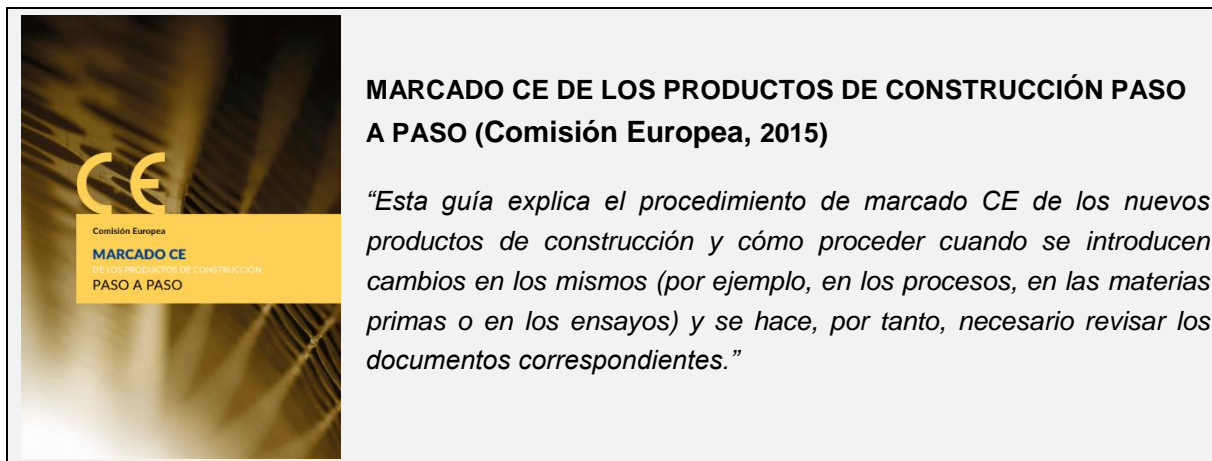 CE
Comisión Europea
MARCADO CE
DE LOS PRODUCTOS DE CONSTRUCCIÓN
PASO A PASO
MARCADO CE DE LOS PRODUCTOS DE CONSTRUCCIÓN PASO
A PASO (Comisión Europea, 2015)
“Esta guía explica el procedimiento de marcado CE de los nuevos
productos de construcción y cómo proceder cuando se introducen
cambios en los mismos (por ejemplo, en los procesos, en las materias
primas o en los ensayos) y se hace, por tanto, necesario revisar los
documentos correspondientes.”